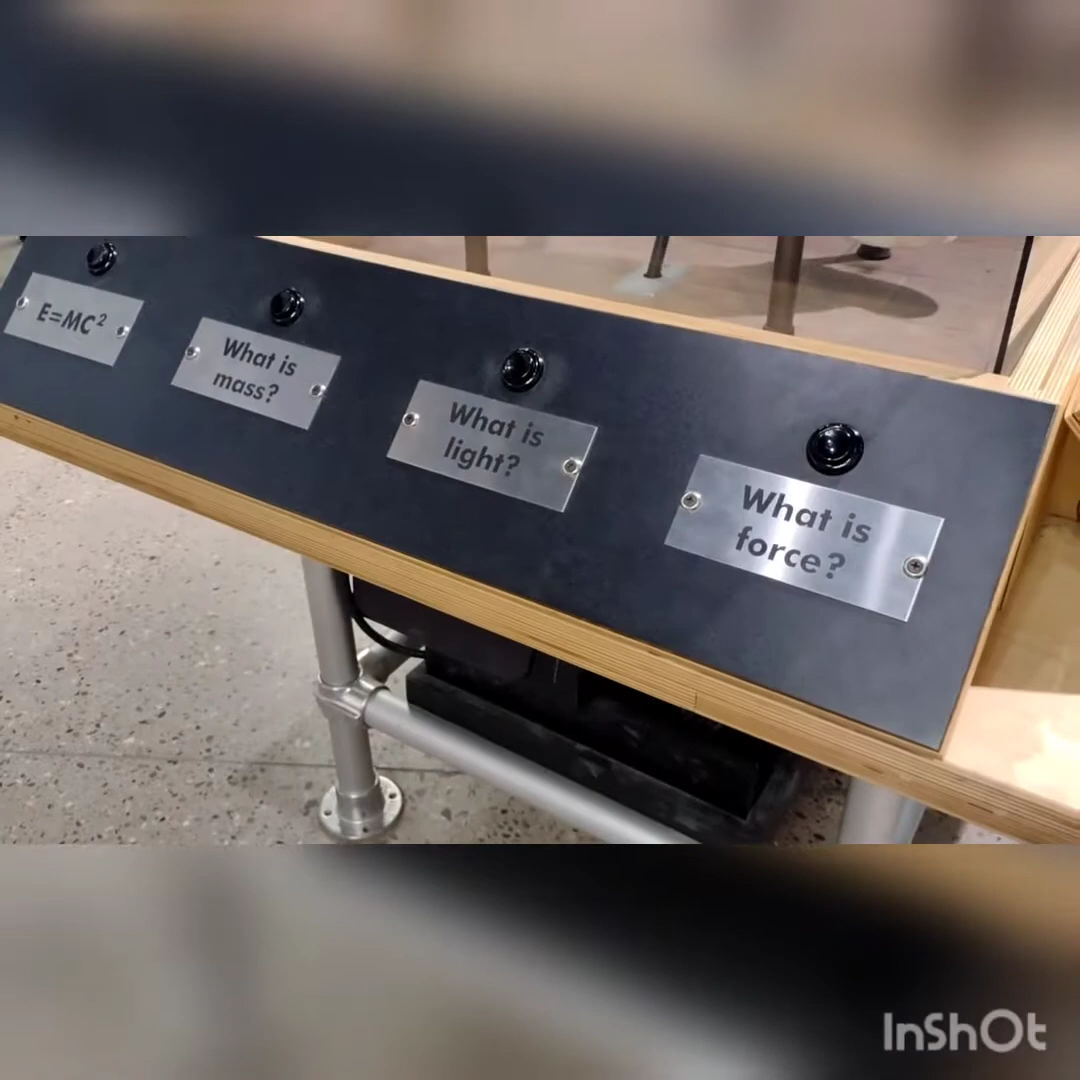 E=MC²
What is
mass?
What is
light?
What is
force?
InShOt